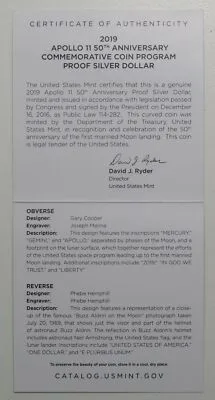 CERTIFICATE OF AUTHENTICITY
2019
APOLLO 11 50TH ANNIVERSARY
COMMEMORATIVE COIN PROGRAM
PROOF SILVER DOLLAR
The United States Mint certifies that this is a genuine
2019 Apollo 11 50th Anniversary Proof Silver Dollar,
minted and issued in accordance with legislation passed
by Congress and signed by the President on December
16, 2016, as Public Law 114-282. This curved coin was
minted by the Department of the Treasury, United States
Mint, in recognition and celebration of the 50th
anniversary of the first manned Moon landing. This coin
is legal tender of the United States.
David J. Ryder
David J. Ryder
Director
United States Mint
OBVERSE
Designer: Gary Cooper
Engraver: Joseph Menna
Description: This design features the inscriptions "MERCURY,"
"GEMINI," and "APOLLO," separated by phases of the Moon, and a
footprint on the lunar surface, which together represent the efforts
of the United States space program leading up to the first manned
Moon landing. Additional inscriptions include "2019," "IN GOD WE
TRUST," and "LIBERTY."
REVERSE
Designer: Phebe Hemphill
Engraver: Phebe Hemphill
Description: This design features a representation of a close-
up of the famous "Buzz Aldrin on the Moon" photograph taken
July 20, 1969, that shows just the visor and part of the helmet
of astronaut Buzz Aldrin. The reflection in Buzz Aldrin's helmet
includes astronaut Neil Armstrong, the United States flag, and the
lunar lander. Inscriptions include "UNITED STATES OF AMERICA,"
"ONE DOLLAR," and "E PLURIBUS UNUM."
To preserve the beauty of your coin, store it in a cool, dry place.
CATALOG.USMINT.GOV